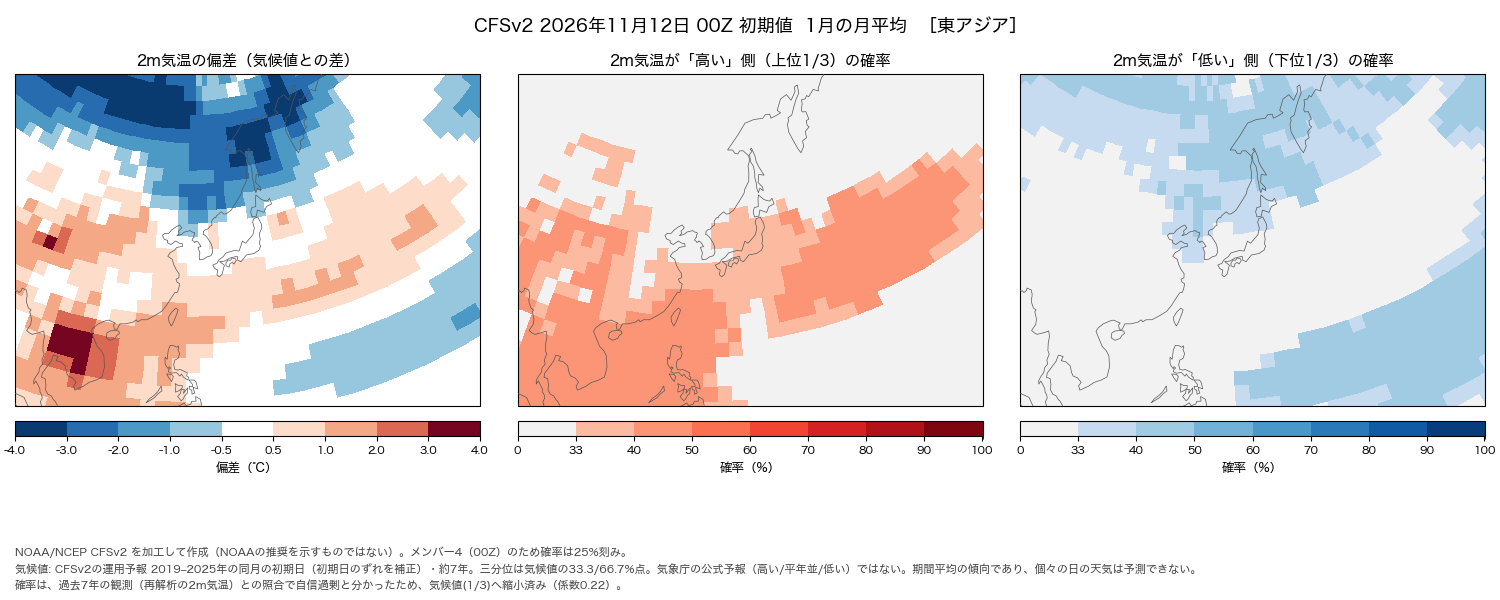 CFSv2 2026年11月12日 00Z 初期値 1月の月平均 ［東アジア］
2m気温の偏差（気候値との差）
2m気温が「高い」側（上位1/3）の確率
2m気温が「低い」側（下位1/3）の確率
-4.0 -3.0 -2.0 -1.0 -0.5 0.5 1.0 2.0 3.0 4.0
偏差（℃）
0 33 40 50 60 70 80 90 100
確率（%）
0 33 40 50 60 70 80 90 100
確率（%）
NOAA/NCEP CFSv2 を加工して作成（NOAAの推奨を示すものではない）。メンバー4（00Z）のため確率は25%刻み。
気候値: CFSv2の運用予報 2019–2025年の同月の初期日（初期日のずれを補正）・約7年。三分位は気候値の33.3/66.7%点。気象庁の公式予報（高い/平年並/低い）ではない。期間平均の傾向であり、個々の日の天気は予測できない。
確率は、過去7年の観測（再解析の2m気温）との照合で自信過剰と分かったため、気候値(1/3)へ縮小済み（係数0.22）。